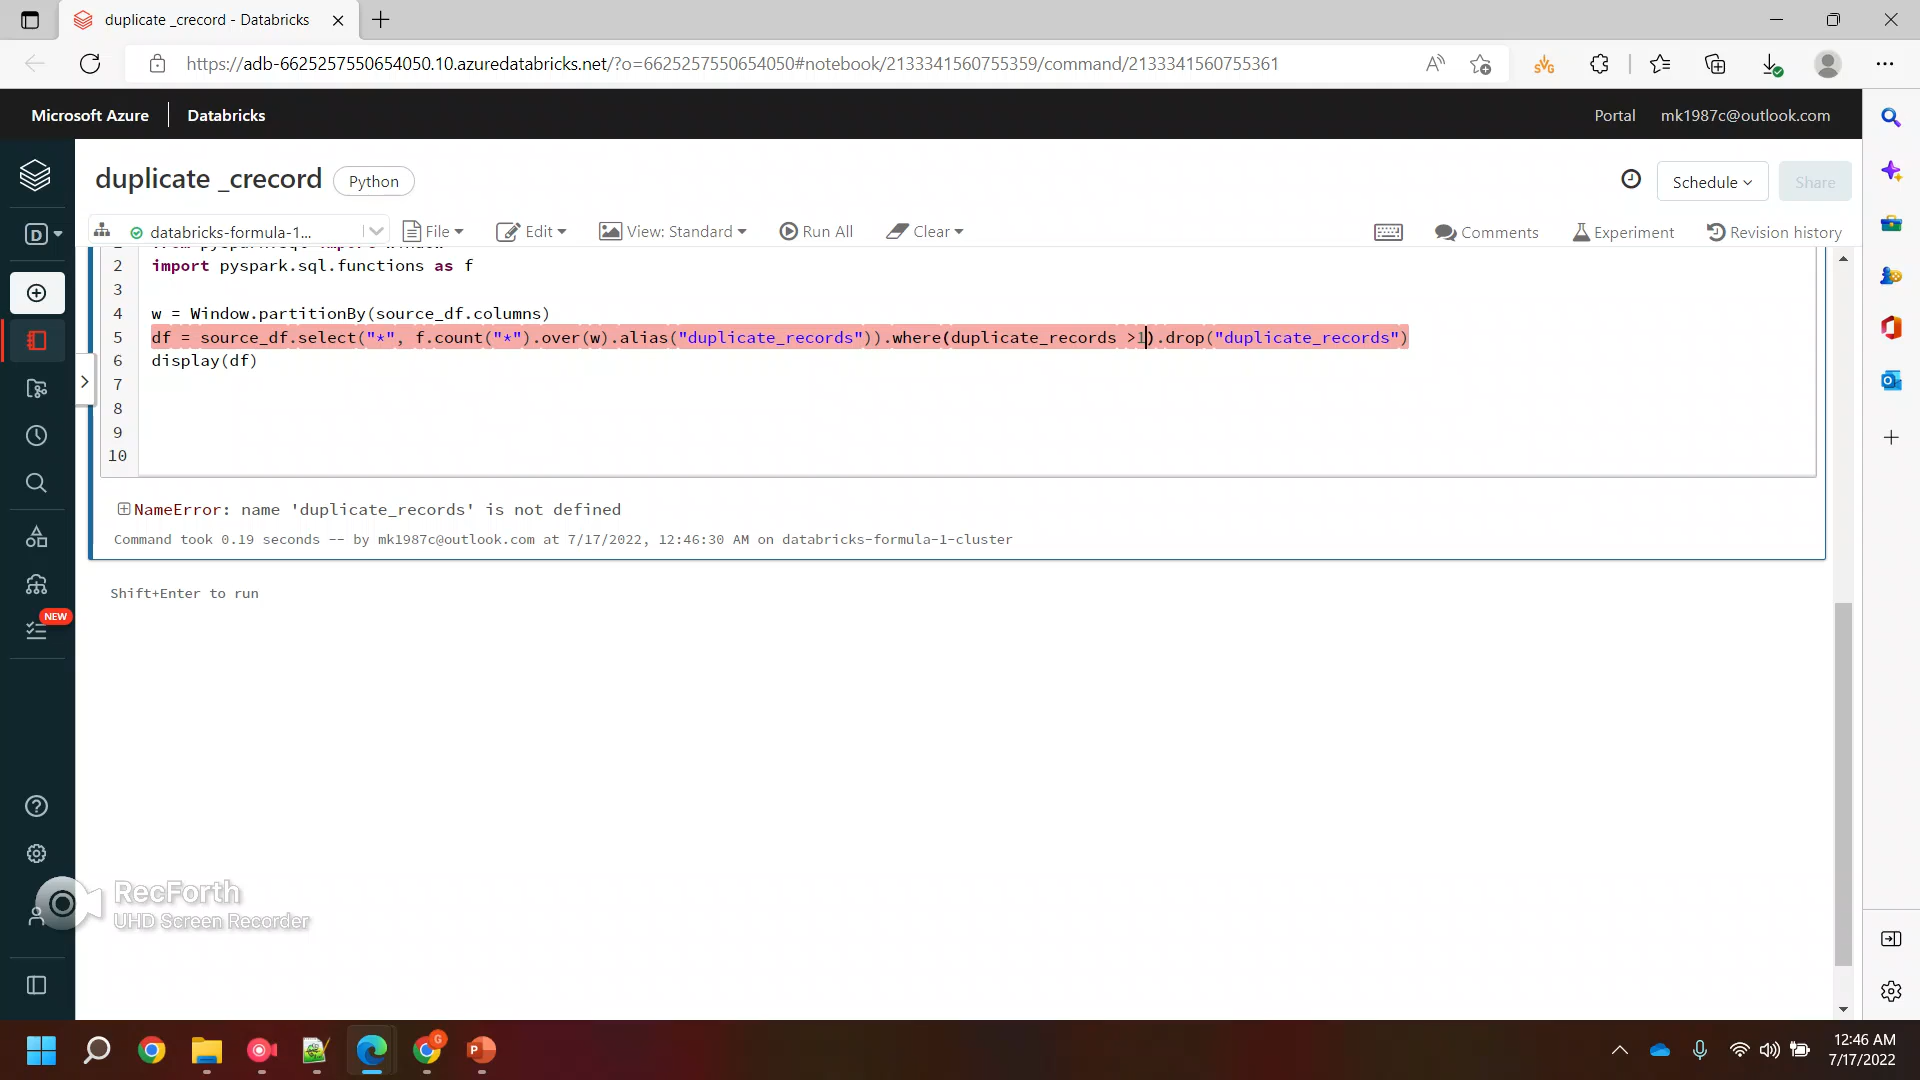 duplicate _crecord - Databricks
https://adb-6625257550654050.10.azuredatabricks.net/?o=6625257550654050#notebook/2133341560755359/command/2133341560755361
Microsoft Azure Databricks Portal mk1987c@outlook.com
duplicate _crecord Python Schedule Share
databricks-formula-1... File Edit View: Standard Run All Clear Comments Experiment Revision history
2 import pyspark.sql.functions as f
3
4 w = Window.partitionBy(source_df.columns)
5 df = source_df.select("*", f.count("*").over(w).alias("duplicate_records")).where(duplicate_records >1).drop("duplicate_records")
6 display(df)
7
8
9
10
NameError: name 'duplicate_records' is not defined
Command took 0.19 seconds -- by mk1987c@outlook.com at 7/17/2022, 12:46:30 AM on databricks-formula-1-cluster
Shift+Enter to run
NEW
RecForth
UHD Screen Recorder
12:46 AM
7/17/2022